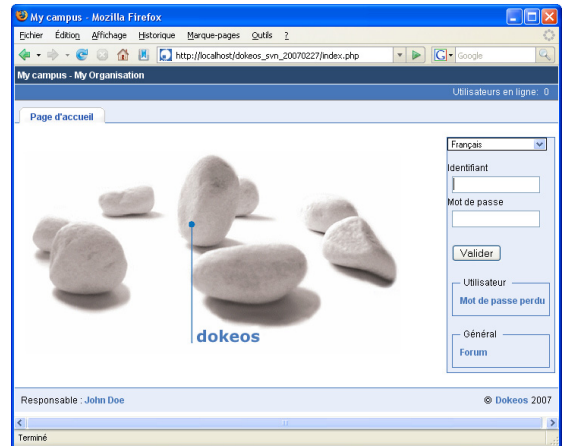 My campus - Mozilla Firefox
Fichier Édition Affichage Historique Marque-pages Outils ?
http://localhost/dokeos_svn_20070227/index.php
G Google
My campus - My Organisation
Utilisateurs en ligne: 0
Page d'accueil
Français
Identifiant
Mot de passe
Valider
Utilisateur
Mot de passe perdu
Général
Forum
dokeos
Responsable : John Doe © Dokeos 2007
Terminé